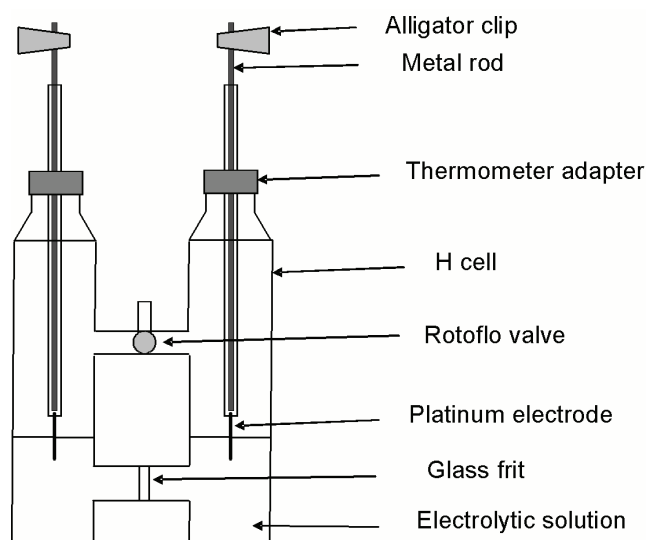 Alligator clip
Metal rod
Thermometer adapter
H cell
Rotoflo valve
Platinum electrode
Glass frit
Electrolytic solution